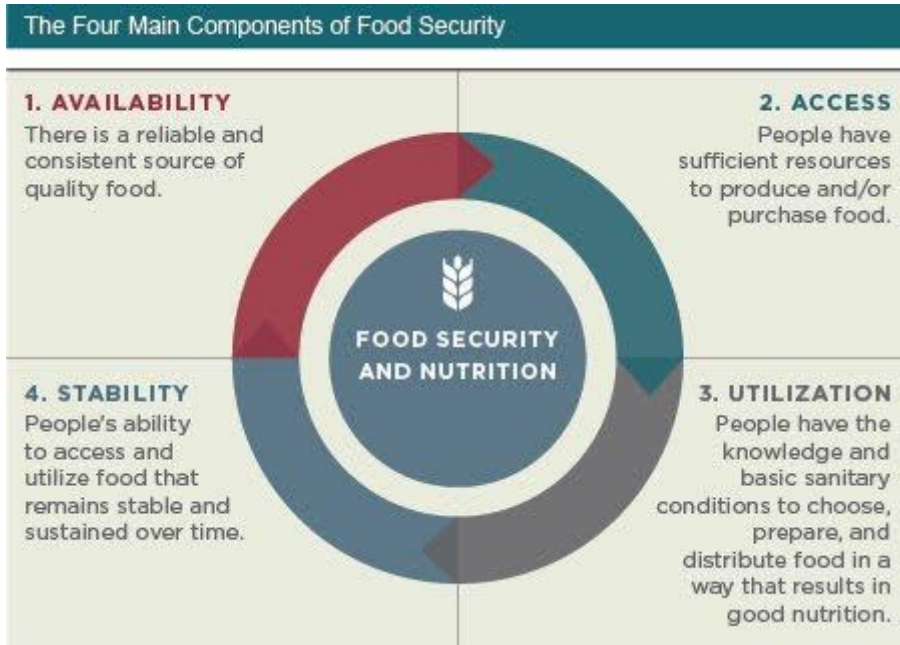 The Four Main Components of Food Security
1. AVAILABILITY
There is a reliable and
consistent source of
quality food.
2. ACCESS
People have
sufficient resources
to produce and/or
purchase food.
FOOD SECURITY
AND NUTRITION
3. UTILIZATION
People have the
knowledge and
basic sanitary
conditions to choose,
prepare, and
distribute food in a
way that results in
good nutrition.
4. STABILITY
People's ability
to access and
utilize food that
remains stable and
sustained over time.